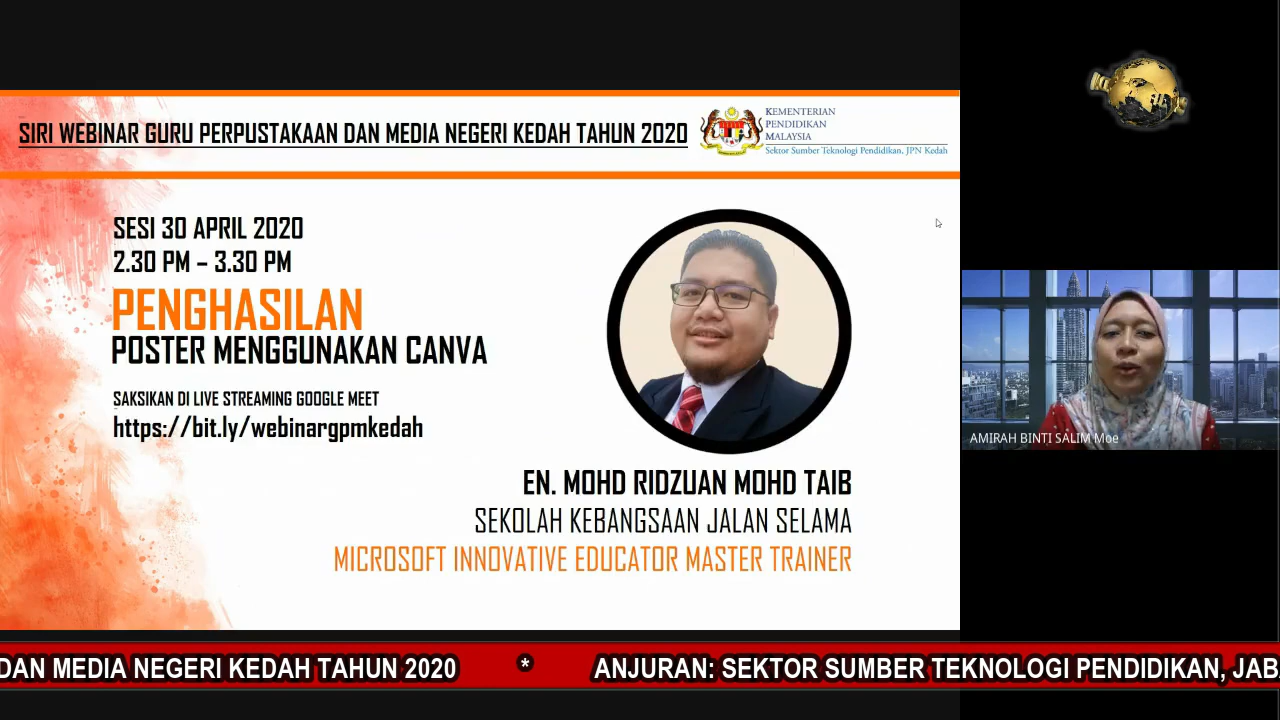 SIRI WEBINAR GURU PERPUSTAKAAN DAN MEDIA NEGERI KEDAH TAHUN 2020
KEMENTERIAN
PENDIDIKAN
MALAYSIA
Sektor Sumber Teknologi Pendidikan, JPN Kedah
SESI 30 APRIL 2020
2.30 PM – 3.30 PM
PENGHASILAN
POSTER MENGGUNAKAN CANVA
SAKSIKAN DI LIVE STREAMING GOOGLE MEET
https://bit.ly/webinargpmkedah
EN. MOHD RIDZUAN MOHD TAIB
SEKOLAH KEBANGSAAN JALAN SELAMA
MICROSOFT INNOVATIVE EDUCATOR MASTER TRAINER
AMIRAH BINTI SALIM Moe
DAN MEDIA NEGERI KEDAH TAHUN 2020 * ANJURAN: SEKTOR SUMBER TEKNOLOGI PENDIDIKAN, JABA